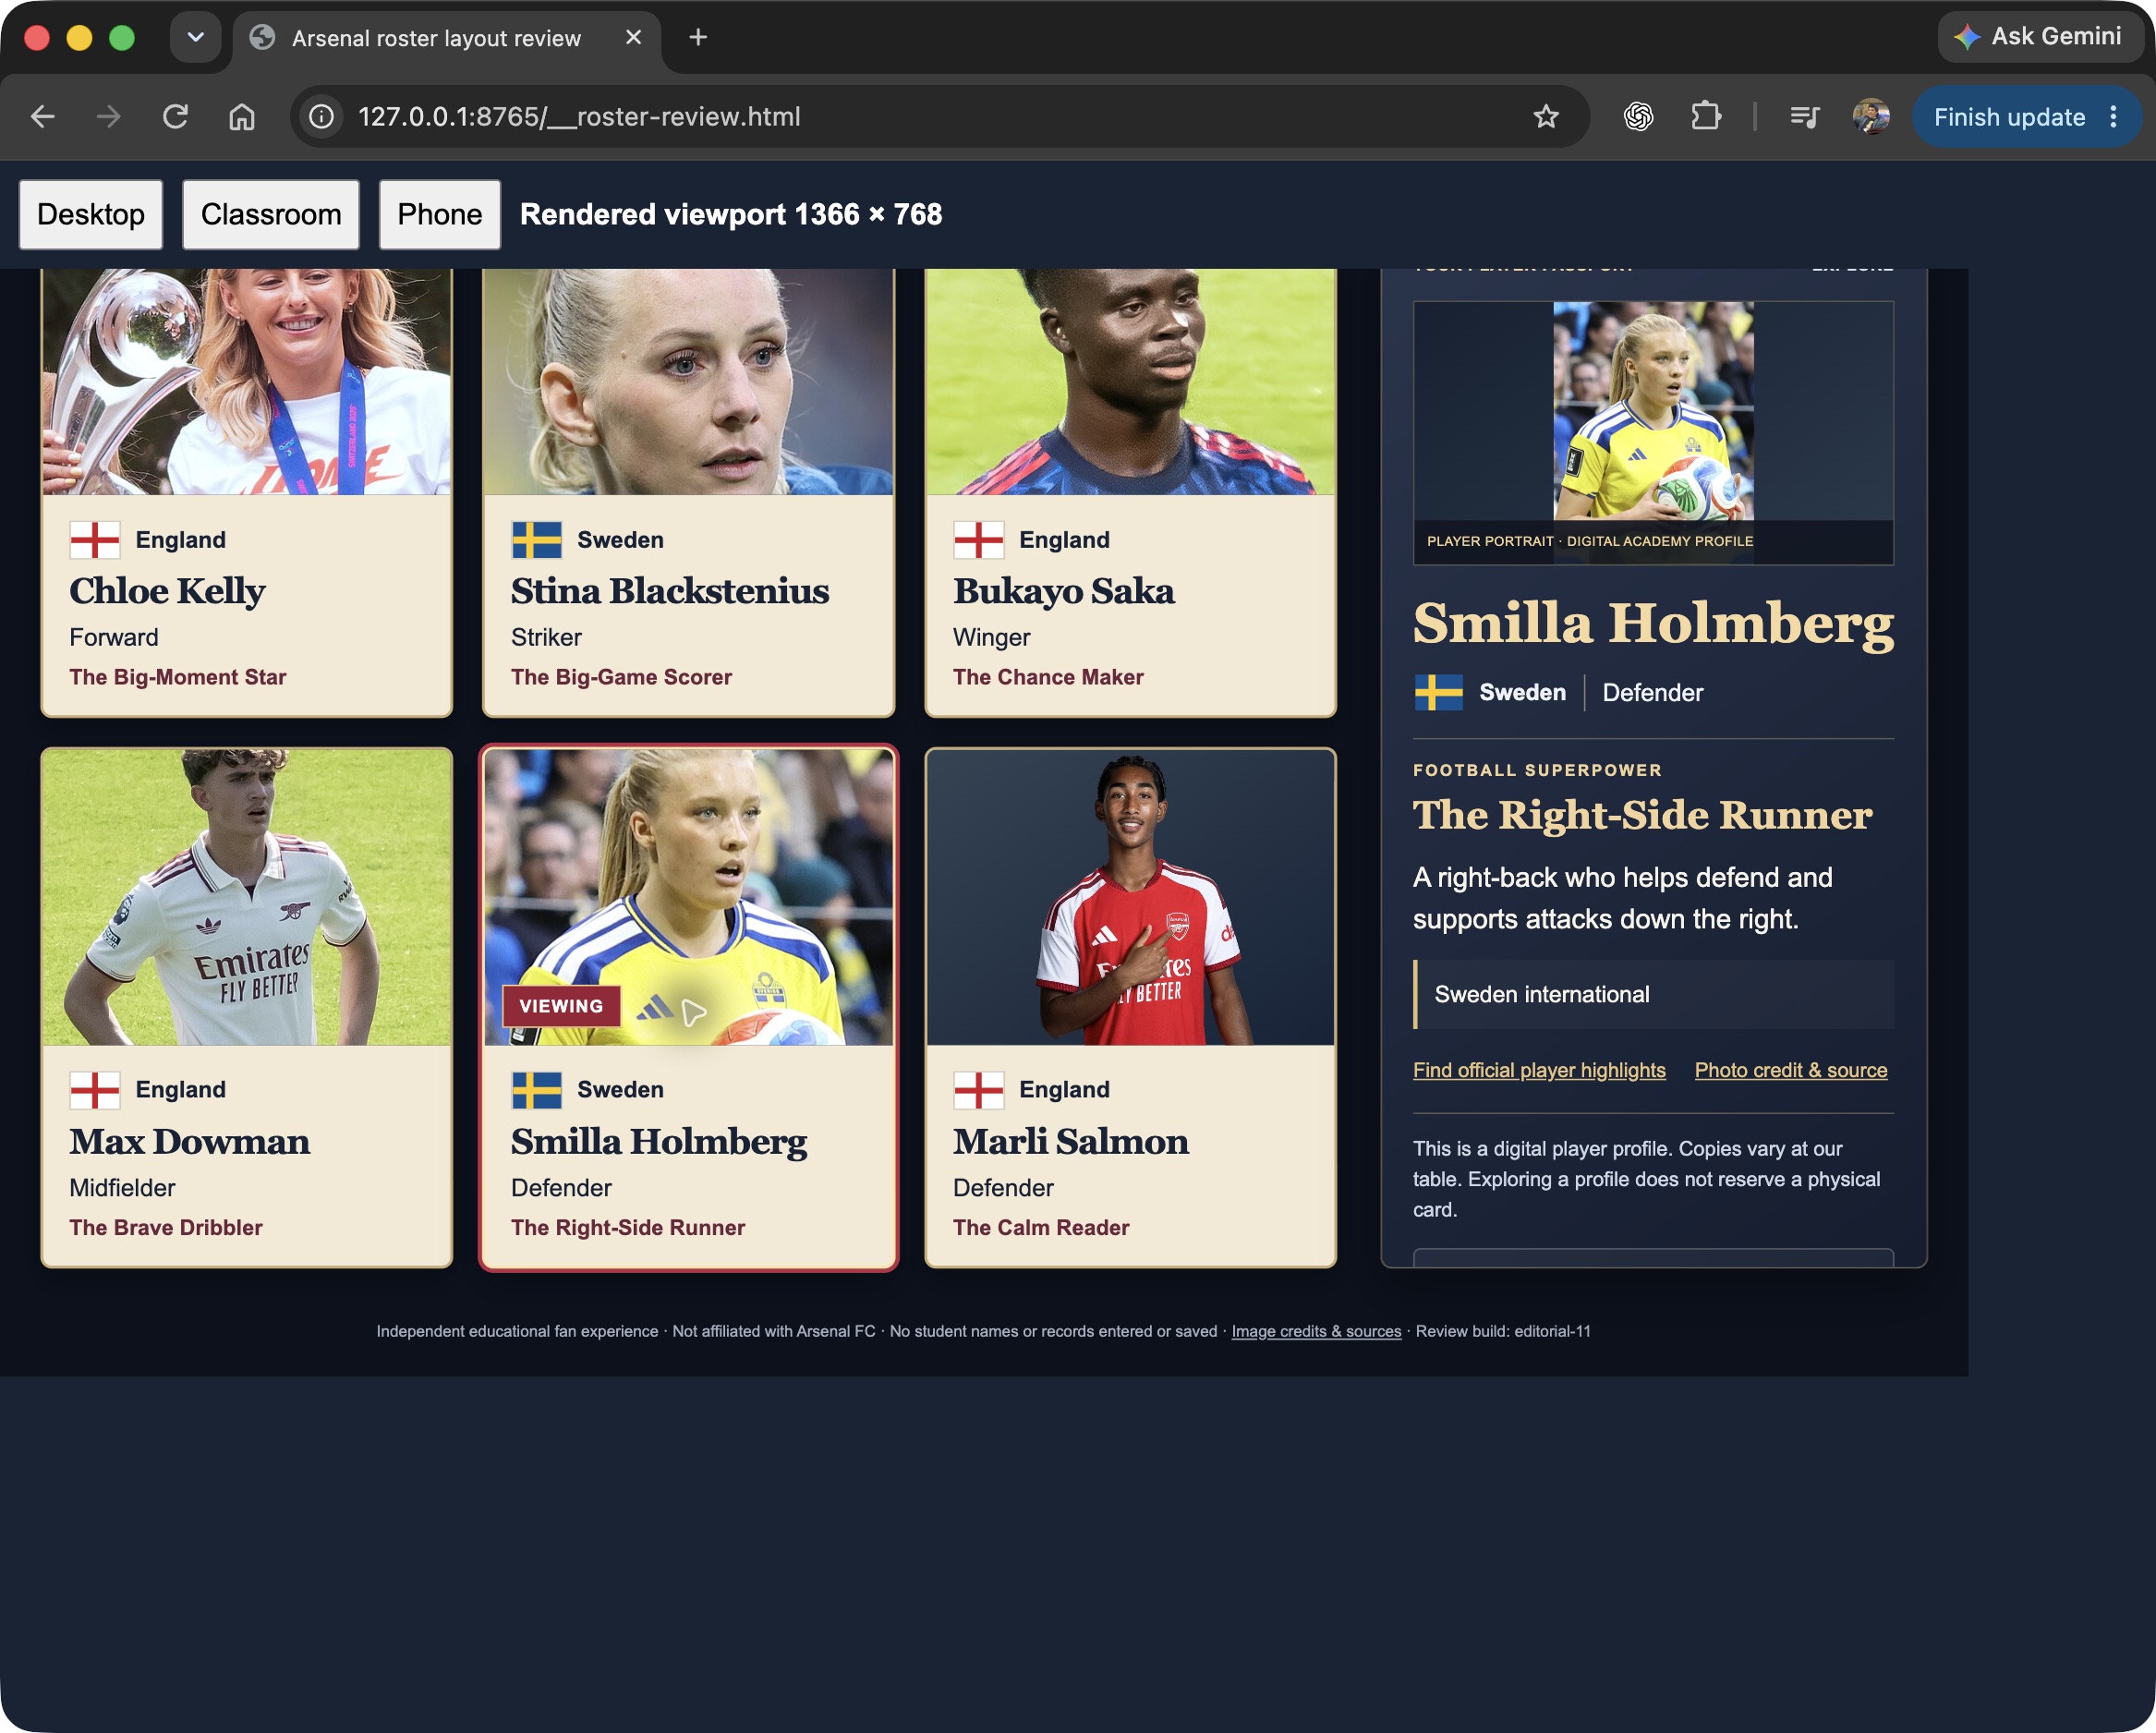 Arsenal roster layout review
Ask Gemini
127.0.0.1:8765/__roster-review.html
Finish update
Desktop
Classroom
Phone
Rendered viewport 1366 × 768
England
Chloe Kelly
Forward
The Big-Moment Star
Sweden
Stina Blackstenius
Striker
The Big-Game Scorer
England
Bukayo Saka
Winger
The Chance Maker
Emirates
FLY BETTER
England
Max Dowman
Midfielder
The Brave Dribbler
VIEWING
Sweden
Smilla Holmberg
Defender
The Right-Side Runner
England
Marli Salmon
Defender
The Calm Reader
PLAYER PORTRAIT · DIGITAL ACADEMY PROFILE
Smilla Holmberg
Sweden
Defender
FOOTBALL SUPERPOWER
The Right-Side Runner
A right-back who helps defend and
supports attacks down the right.
Sweden international
Find official player highlights
Photo credit & source
This is a digital player profile. Copies vary at our
table. Exploring a profile does not reserve a physical
card.
Independent educational fan experience · Not affiliated with Arsenal FC · No student names or records entered or saved · Image credits & sources · Review build: editorial-11